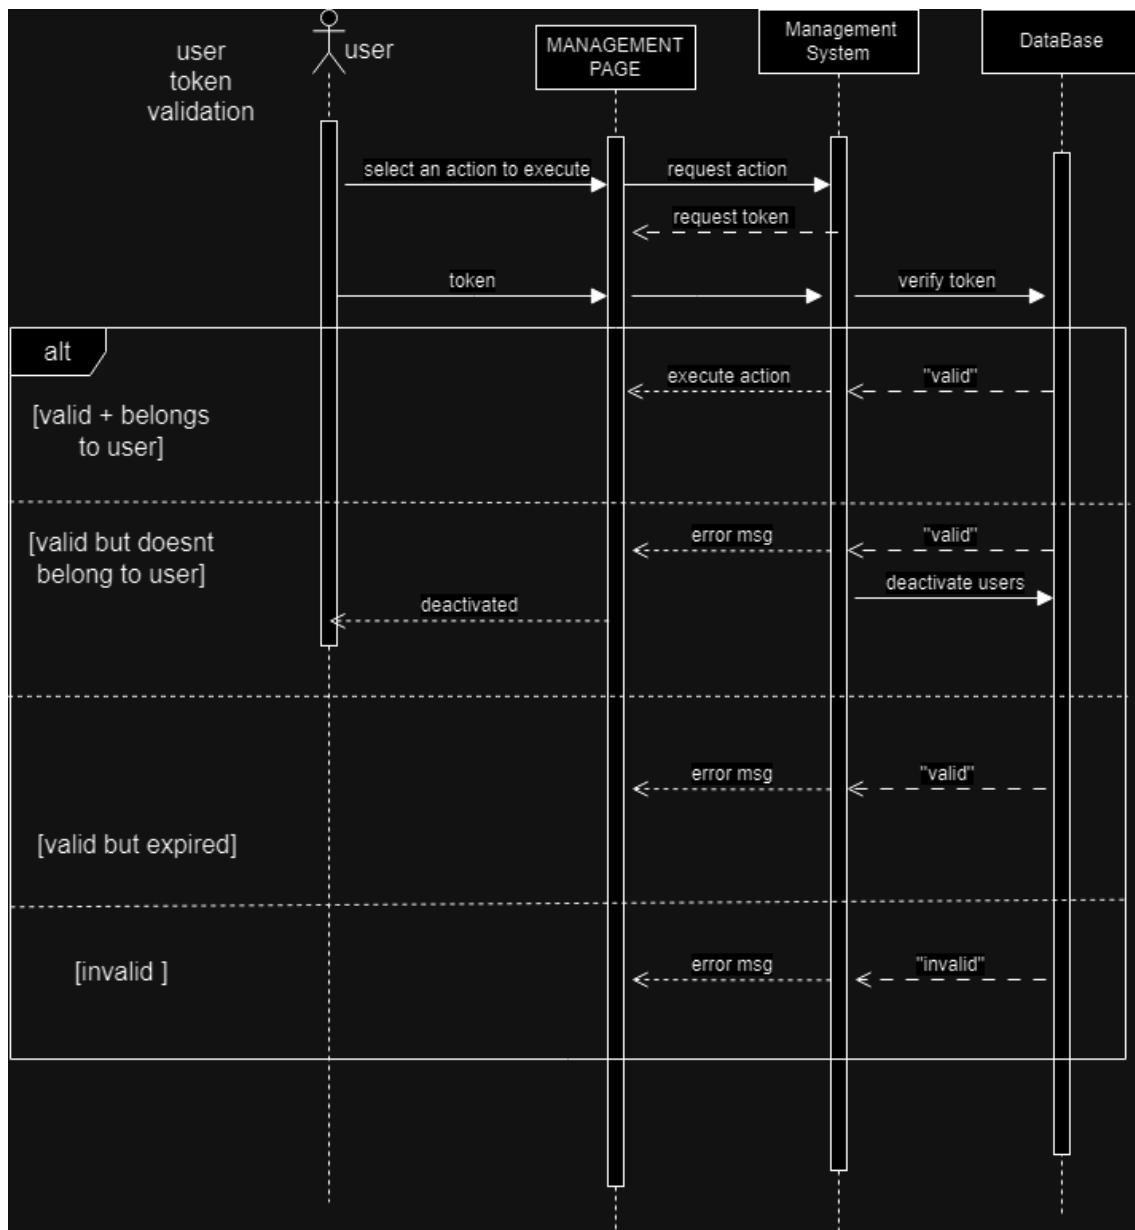 user
token
validation
user
MANAGEMENT
PAGE
Management
System
DataBase
select an action to execute
request action
request token
token
verify token
alt
[valid + belongs
to user]
execute action
"valid"
[valid but doesnt
belong to user]
error msg
"valid"
deactivate users
deactivated
[valid but expired]
error msg
"valid"
[invalid ]
error msg
"invalid"